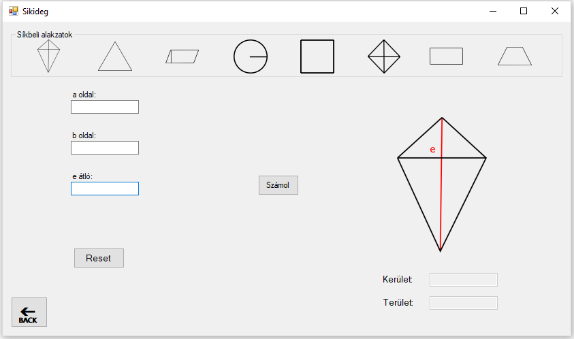 Sikideg
Síkbeli alakzatok
a oldal:
b oldal:
e átló:
Számol
e
Reset
Kerület:
Terület:
BACK